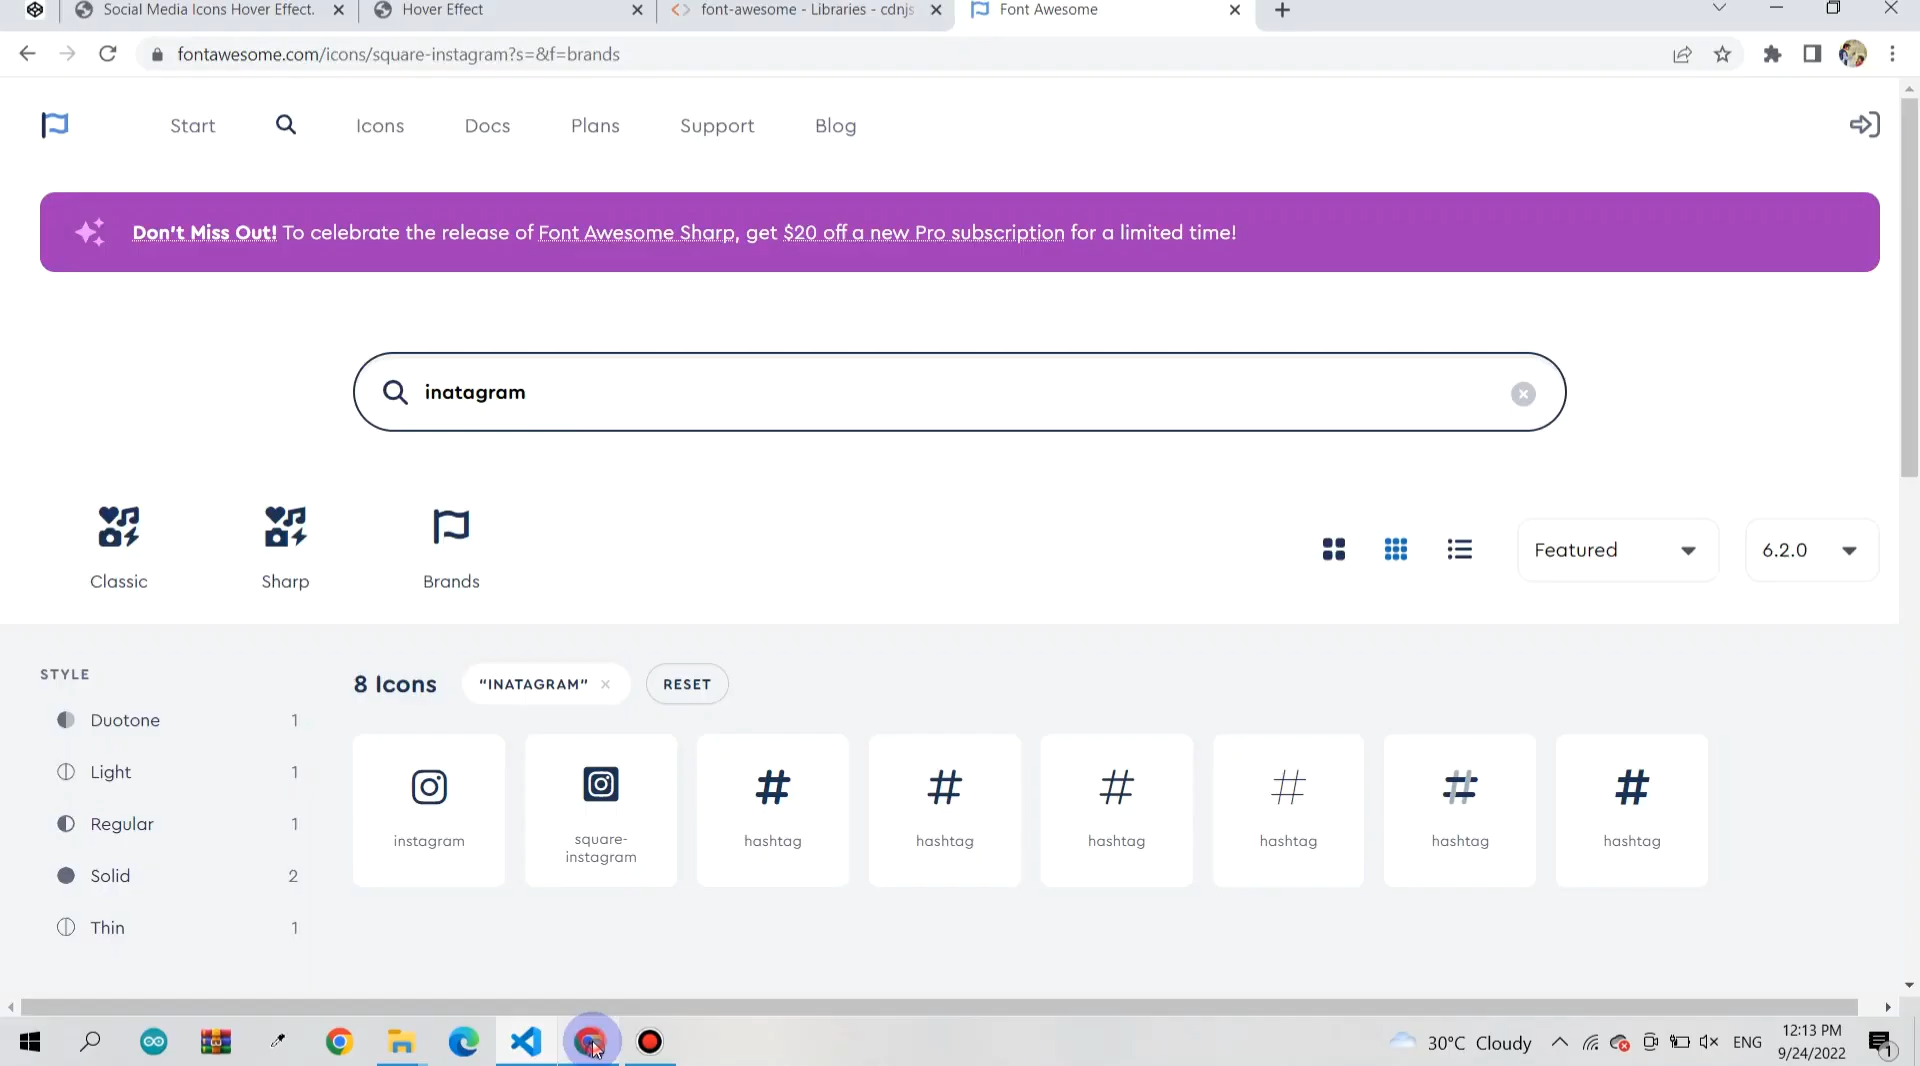 Social Media Icons Hover Effect.
Hover Effect
font-awesome - Libraries - cdnjs
Font Awesome
fontawesome.com/icons/square-instagram?s=&f=brands
Start
Icons
Docs
Plans
Support
Blog
Don't Miss Out! To celebrate the release of Font Awesome Sharp, get $20 off a new Pro subscription for a limited time!
inatagram
Classic
Sharp
Brands
Featured
6.2.0
STYLE
8 Icons
"INATAGRAM"
RESET
Duotone 1
Light 1
Regular 1
Solid 2
Thin 1
instagram
square-
instagram
hashtag
hashtag
hashtag
hashtag
hashtag
hashtag
30°C Cloudy
ENG
12:13 PM
9/24/2022
1